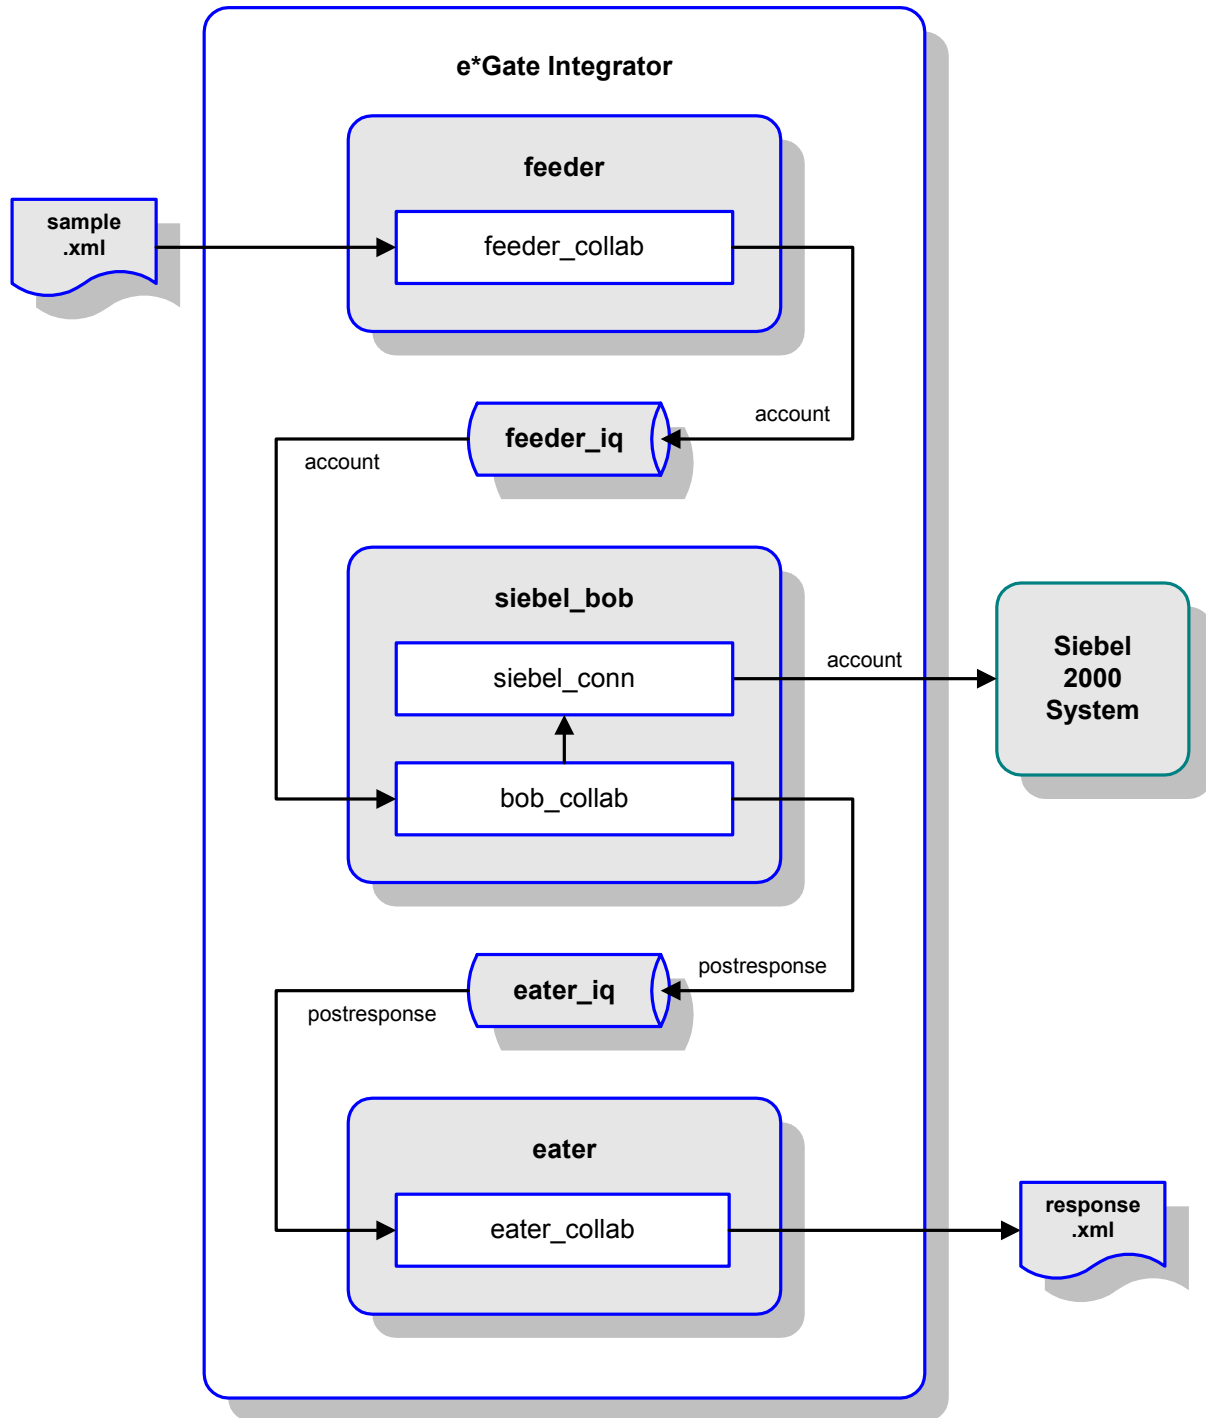 e*Gate Integrator
feeder
sample
.xml
feeder_collab
account
feeder_iq
account
siebel_bob
siebel_conn
account
Siebel
2000
System
bob_collab
postresponse
eater_iq
postresponse
eater
eater_collab
response
.xml